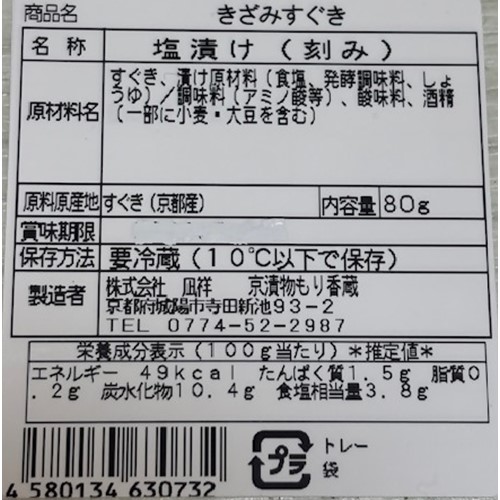 商品名 きざみすぐき
名称 塩漬け(刻み)
原材料名 すぐき、漬け原材料(食塩、発酵調味料、しょ
うゆ)/調味料(アミノ酸等)、酸味料、酒精
(一部に小麦・大豆を含む)
原料原産地 すぐき(京都産) 内容量 80g
賞味期限
保存方法 要冷蔵(10℃以下で保存)
製造者 株式会社 凪祥 京漬物もり香蔵
京都府城陽市寺田新池93-2
TEL 0774-52-2987
栄養成分表示(100g当たり)*推定値*
エネルギー 49kcal たんぱく質1.5g 脂質0
.2g 炭水化物10.4g 食塩相当量3.8g
プラ トレー
袋
4 580134 630732